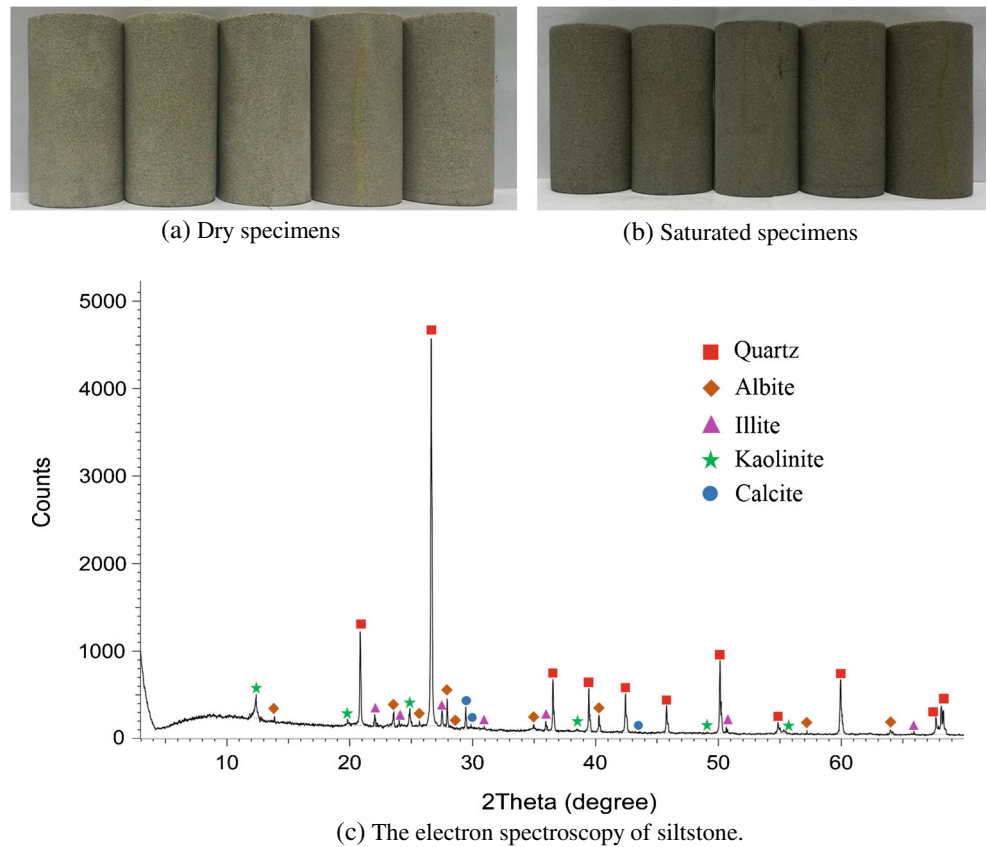 (a) Dry specimens
(b) Saturated specimens
5000
4000
3000
2000
1000
0
Counts
Quartz
Albite
Illite
Kaolinite
Calcite
10 20 30 40 50 60
2Theta (degree)
(c) The electron spectroscopy of siltstone.